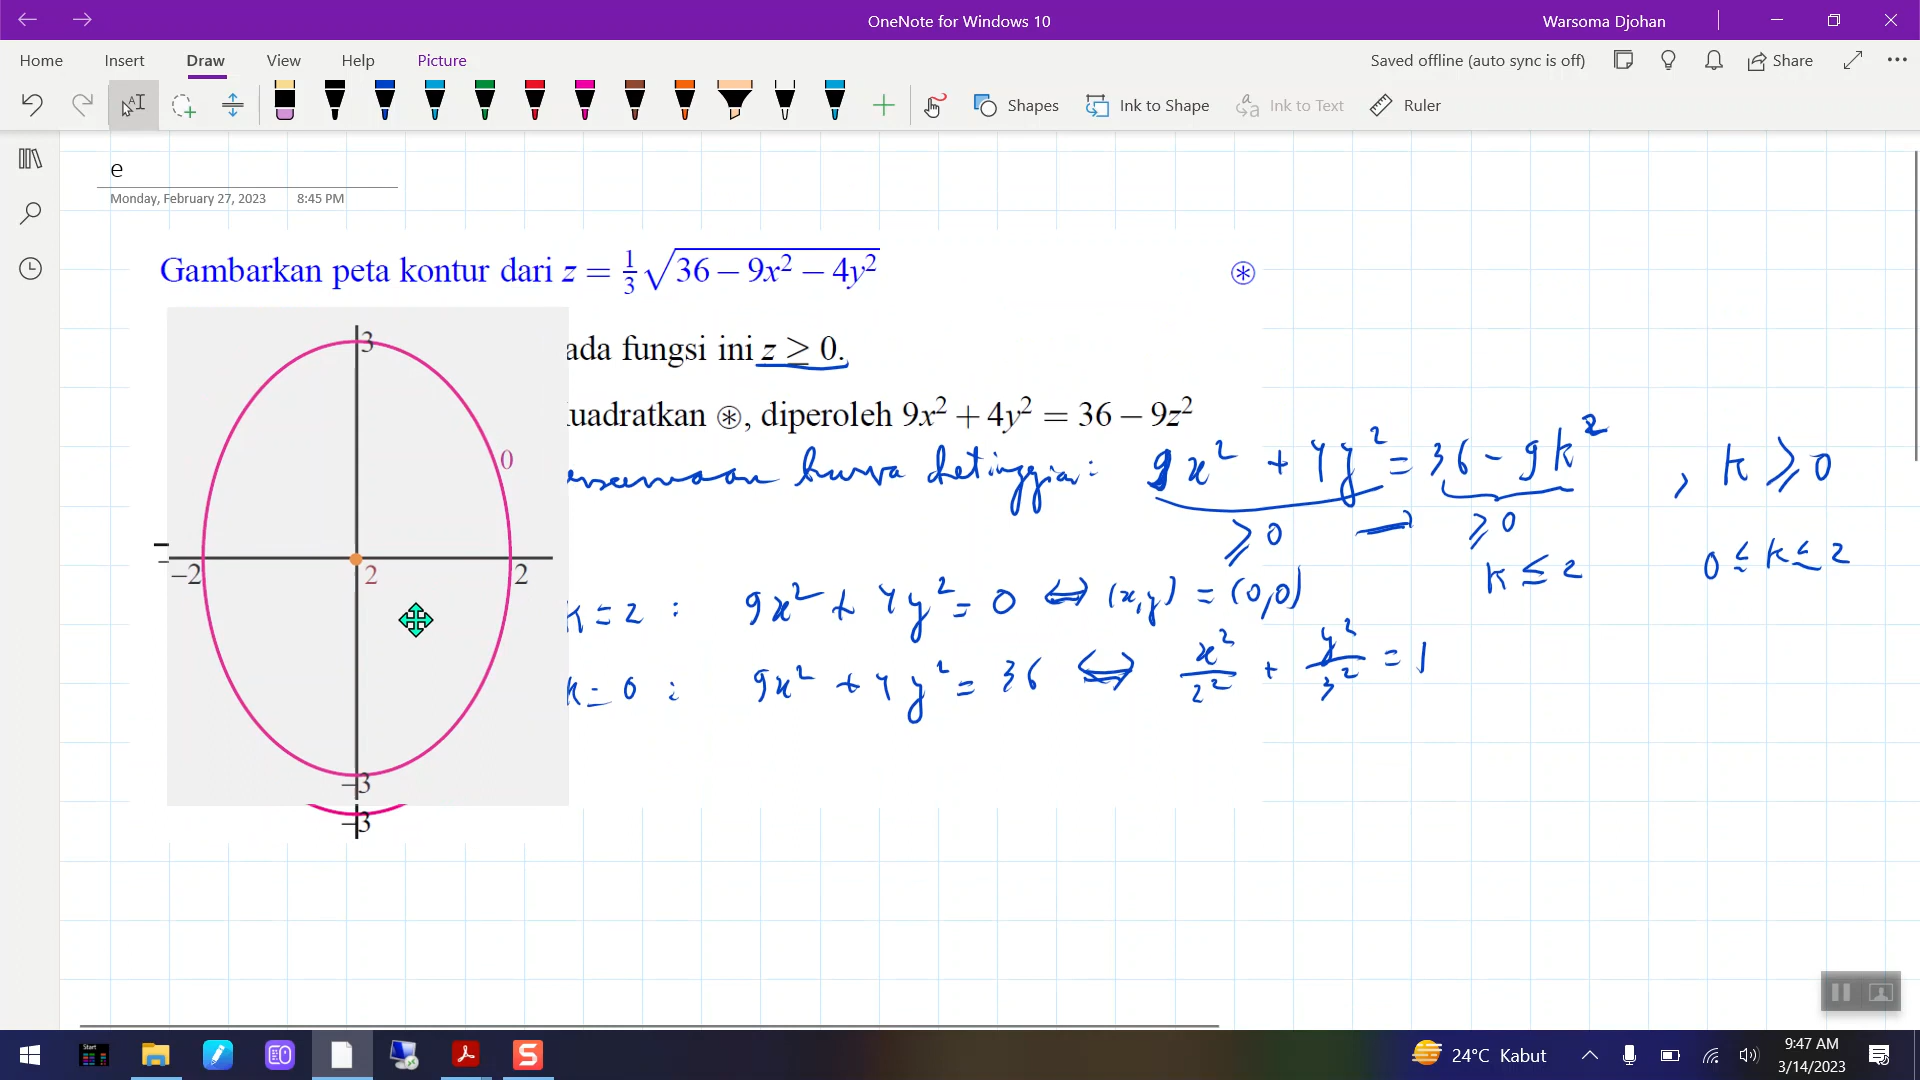 OneNote for Windows 10
Warsoma Djohan
Home Insert Draw View Help Picture
Saved offline (auto sync is off) Share
Shapes Ink to Shape Ink to Text Ruler
e
Monday, February 27, 2023 8:45 PM
Gambarkan peta kontur dari z = 1/3 √(36 − 9x² − 4y²) ⊛
ada fungsi ini z ≥ 0.
uadratkan ⊛, diperoleh 9x² + 4y² = 36 − 9z²
kurva ketinggian: 9x² + 4y² = 36 − 9k² , k ≥ 0
≥ 0 → ≥ 0
k ≤ 2 0 ≤ k ≤ 2
k = 2 : 9x² + 4y² = 0 ⇔ (x,y) = (0,0)
k = 0 : 9x² + 4y² = 36 ⇔ x²/2² + y²/3² = 1
3
0
−2 2 2
−3
−3
Start
24°C Kabut
9:47 AM
3/14/2023